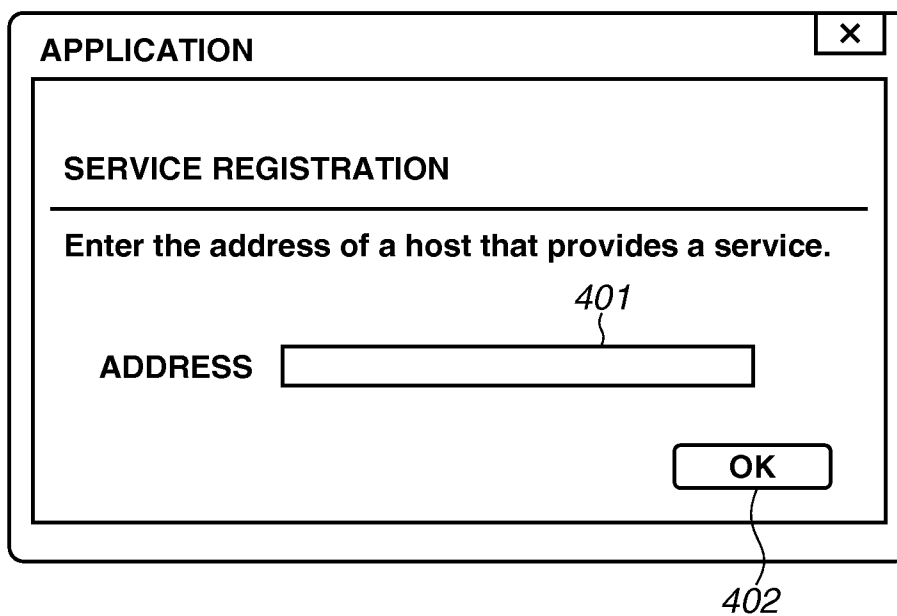 APPLICATION ×
SERVICE REGISTRATION
Enter the address of a host that provides a service.
401
ADDRESS
OK
402